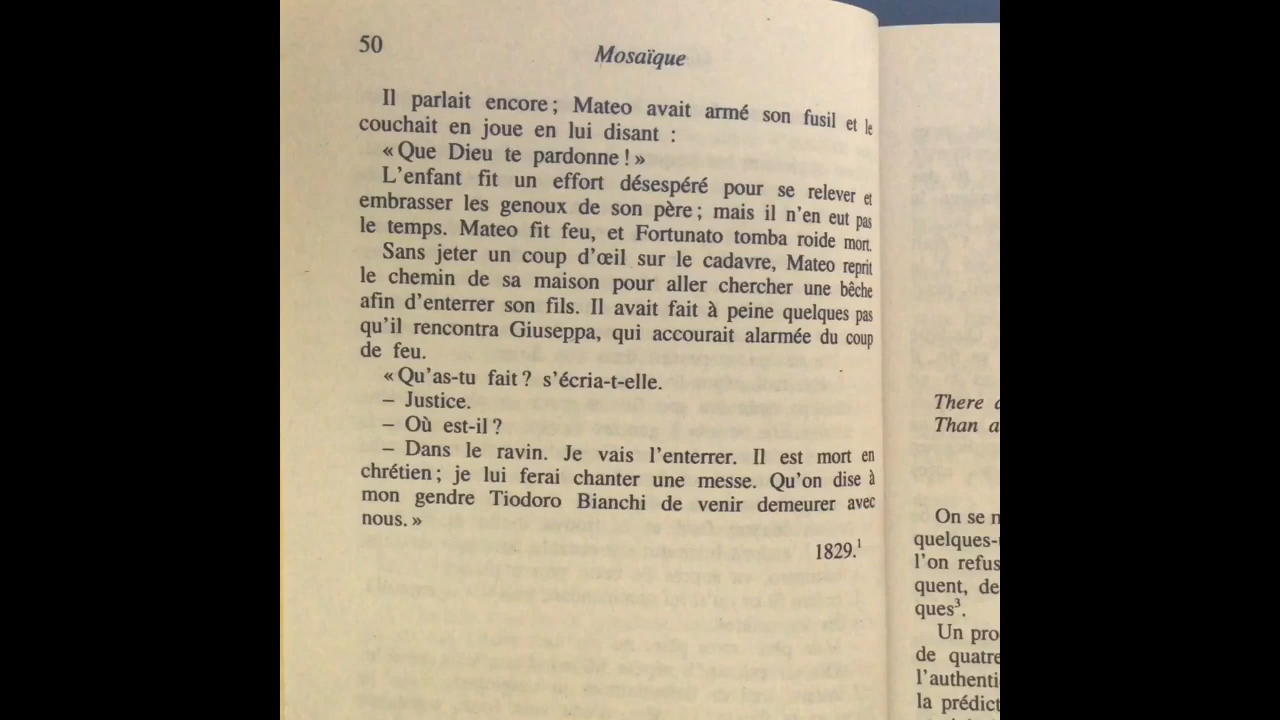 50
Mosaïque
Il parlait encore ; Mateo avait armé son fusil et le
couchait en joue en lui disant :
« Que Dieu te pardonne ! »
L'enfant fit un effort désespéré pour se relever et
embrasser les genoux de son père ; mais il n'en eut pas
le temps. Mateo fit feu, et Fortunato tomba roide mort.
Sans jeter un coup d'œil sur le cadavre, Mateo reprit
le chemin de sa maison pour aller chercher une bêche
afin d'enterrer son fils. Il avait fait à peine quelques pas
qu'il rencontra Giuseppa, qui accourait alarmée du coup
de feu.
« Qu'as-tu fait ? s'écria-t-elle.
– Justice.
– Où est-il ?
– Dans le ravin. Je vais l'enterrer. Il est mort en
chrétien ; je lui ferai chanter une messe. Qu'on dise à
mon gendre Tiodoro Bianchi de venir demeurer avec
nous. »
1829.¹
There
Than a
On se
quelques-
l'on refus
quent, de
ques³.
Un pro
de quatre
l'authenti
la prédict